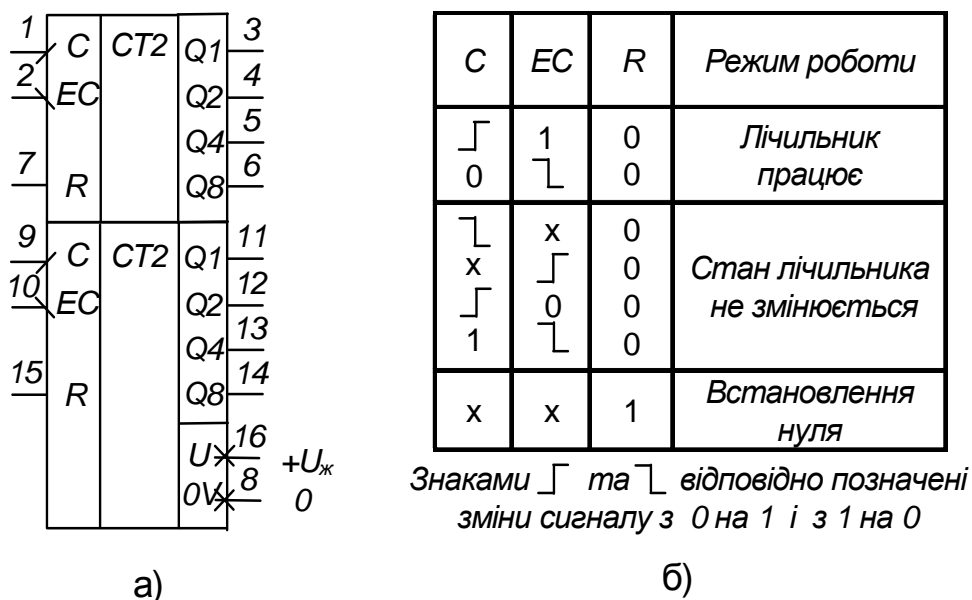 1 C CT2 Q1 3
2 EC Q2 4
Q4 5
7 R Q8 6
9 C CT2 Q1 11
10 EC Q2 12
Q4 13
15 R Q8 14
U 16 +Uж
0V 8 0
а)
C EC R Режим роботи
1 0 Лічильник
0 0 працює
x 0
x 0 Стан лічильника
0 0 не змінюється
1 0
x x 1 Встановлення
нуля
Знаками та відповідно позначені
зміни сигналу з 0 на 1 і з 1 на 0
б)